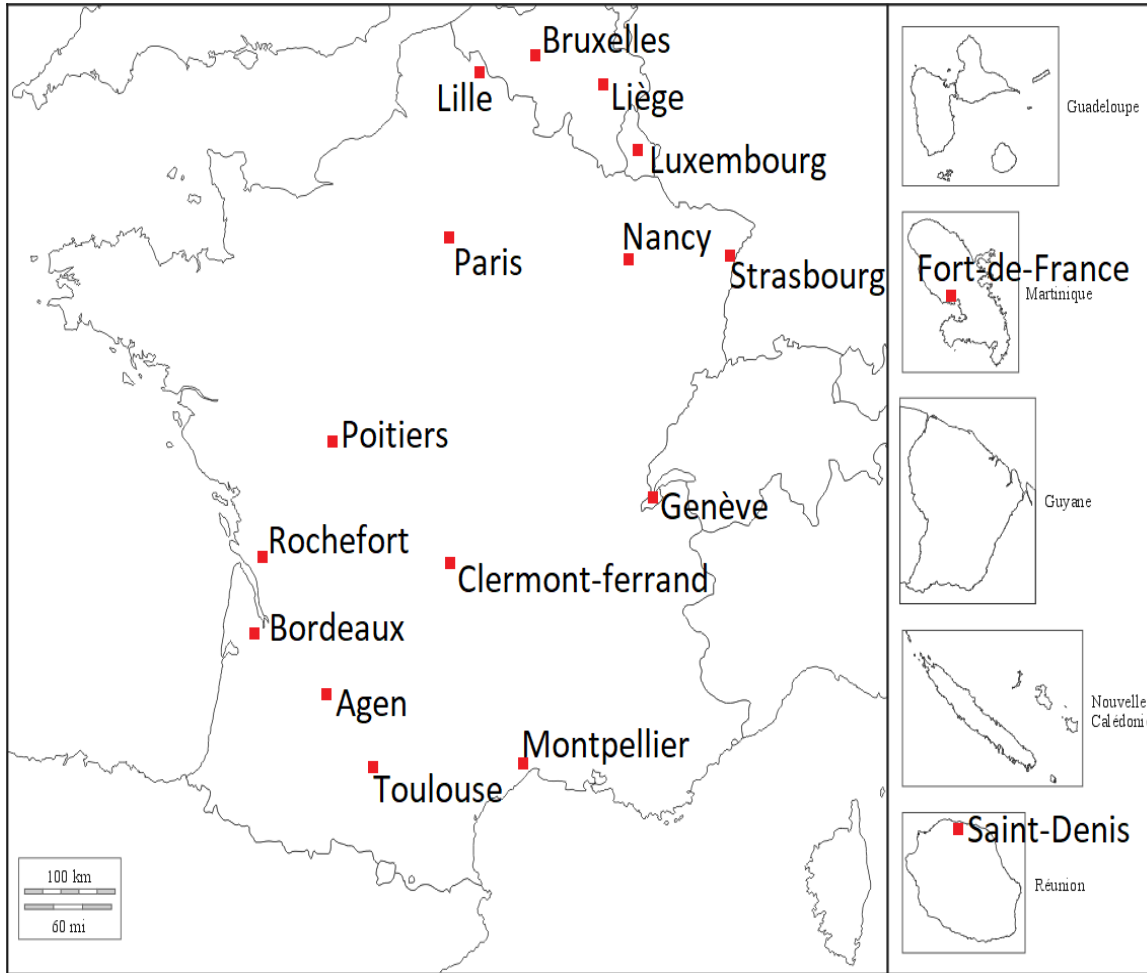 Bruxelles
Lille
Liège
Luxembourg
Paris
Nancy
Strasbourg
Poitiers
Genève
Rochefort
Clermont-ferrand
Bordeaux
Agen
Montpellier
Toulouse
100 km
60 mi
Guadeloupe
Fort-de-France
Martinique
Guyane
Nouvelle
Calédoni
Saint-Denis
Réunion